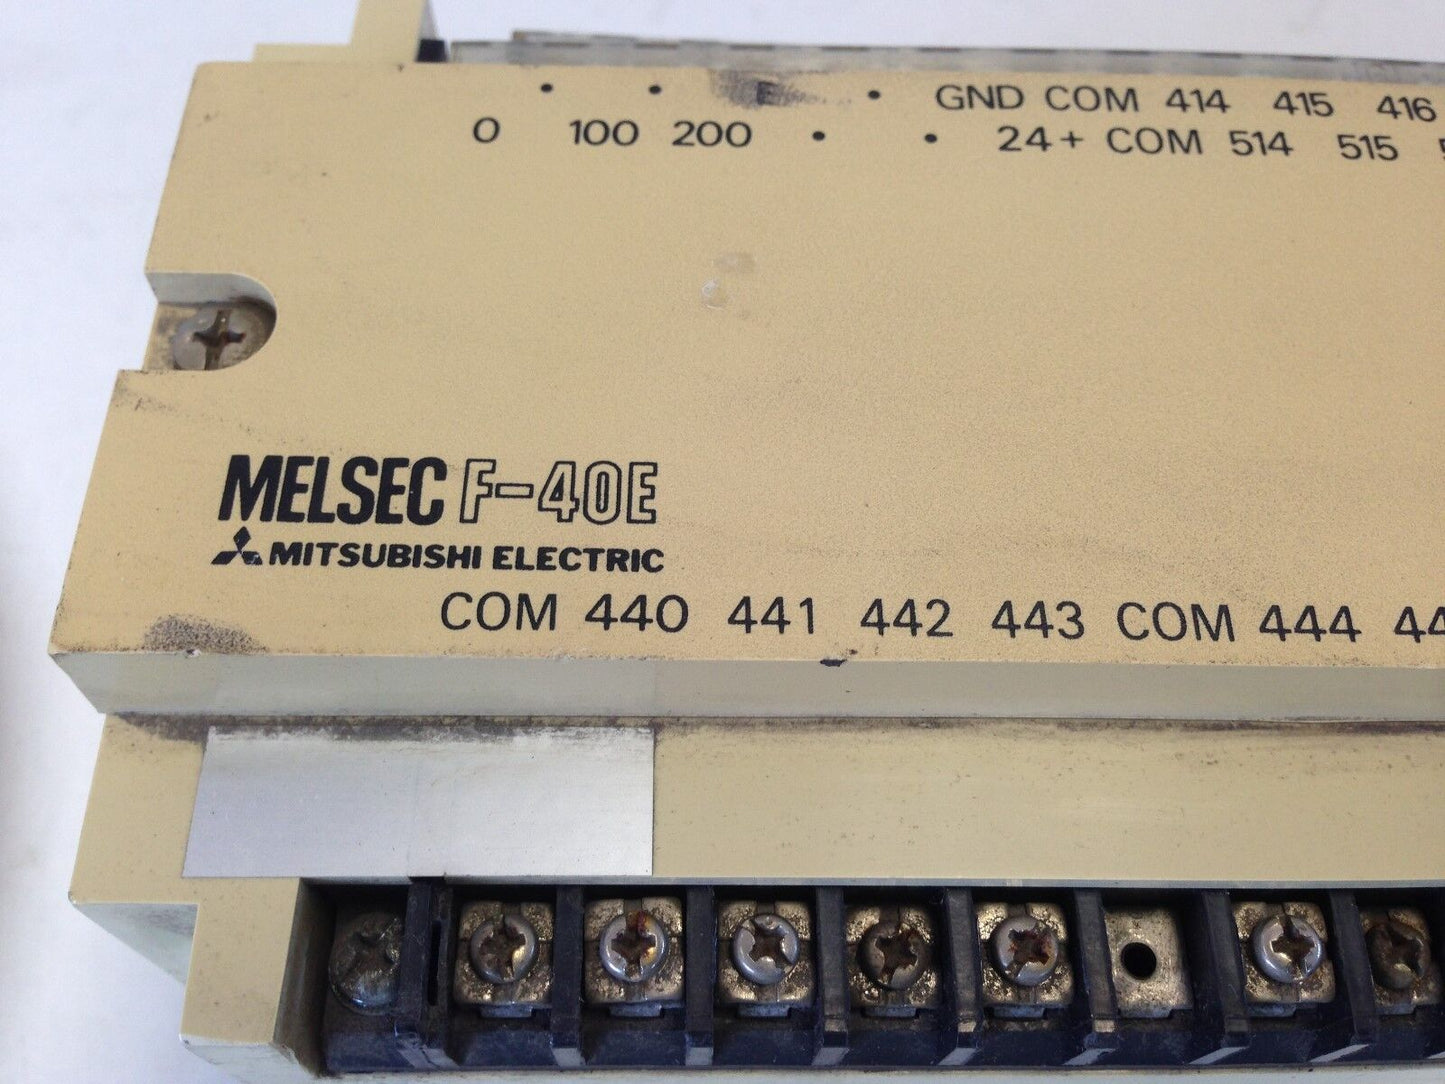 GND COM 414 415 416
0 100 200 24+ COM 514 515
MELSEC F-40E
MITSUBISHI ELECTRIC
COM 440 441 442 443 COM 444